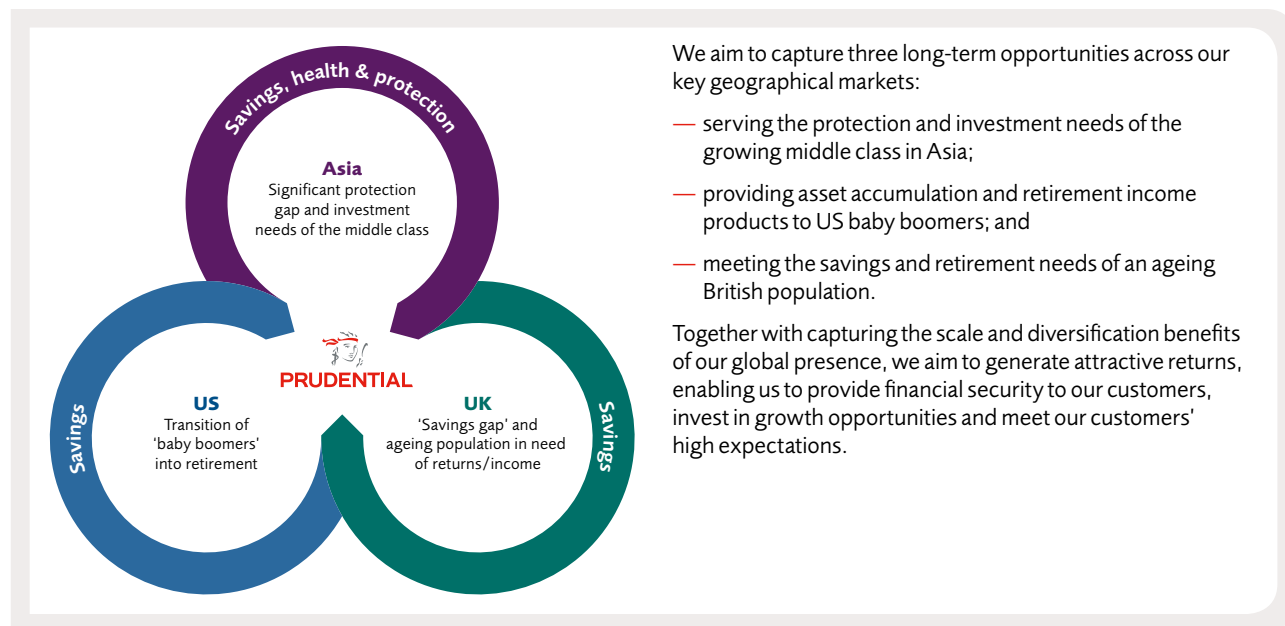 Savings, health & protection
Asia
Significant protection
gap and investment
needs of the middle class
PRUDENTIAL
Savings
US
Transition of
'baby boomers'
into retirement
UK
'Savings gap' and
ageing population in need
of returns/income
Savings
We aim to capture three long-term opportunities across our
key geographical markets:
— serving the protection and investment needs of the
growing middle class in Asia;
— providing asset accumulation and retirement income
products to US baby boomers; and
— meeting the savings and retirement needs of an ageing
British population.
Together with capturing the scale and diversification benefits
of our global presence, we aim to generate attractive returns,
enabling us to provide financial security to our customers,
invest in growth opportunities and meet our customers'
high expectations.